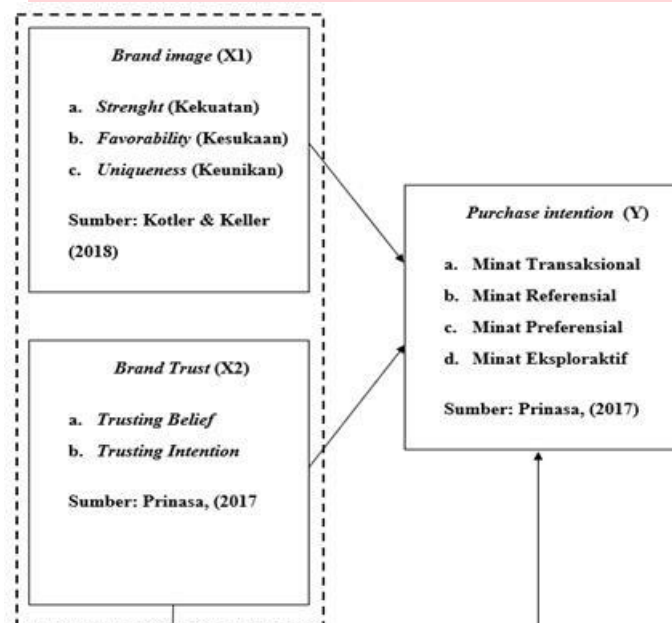 Brand image (X1)
a. Strenght (Kekuatan)
b. Favorability (Kesukaan)
c. Uniqueness (Keunikan)
Sumber: Kotler & Keller
(2018)
Brand Trust (X2)
a. Trusting Belief
b. Trusting Intention
Sumber: Prinasa, (2017
Purchase intention (Y)
a. Minat Transaksional
b. Minat Referensial
c. Minat Preferensial
d. Minat Eksploraktif
Sumber: Prinasa, (2017)